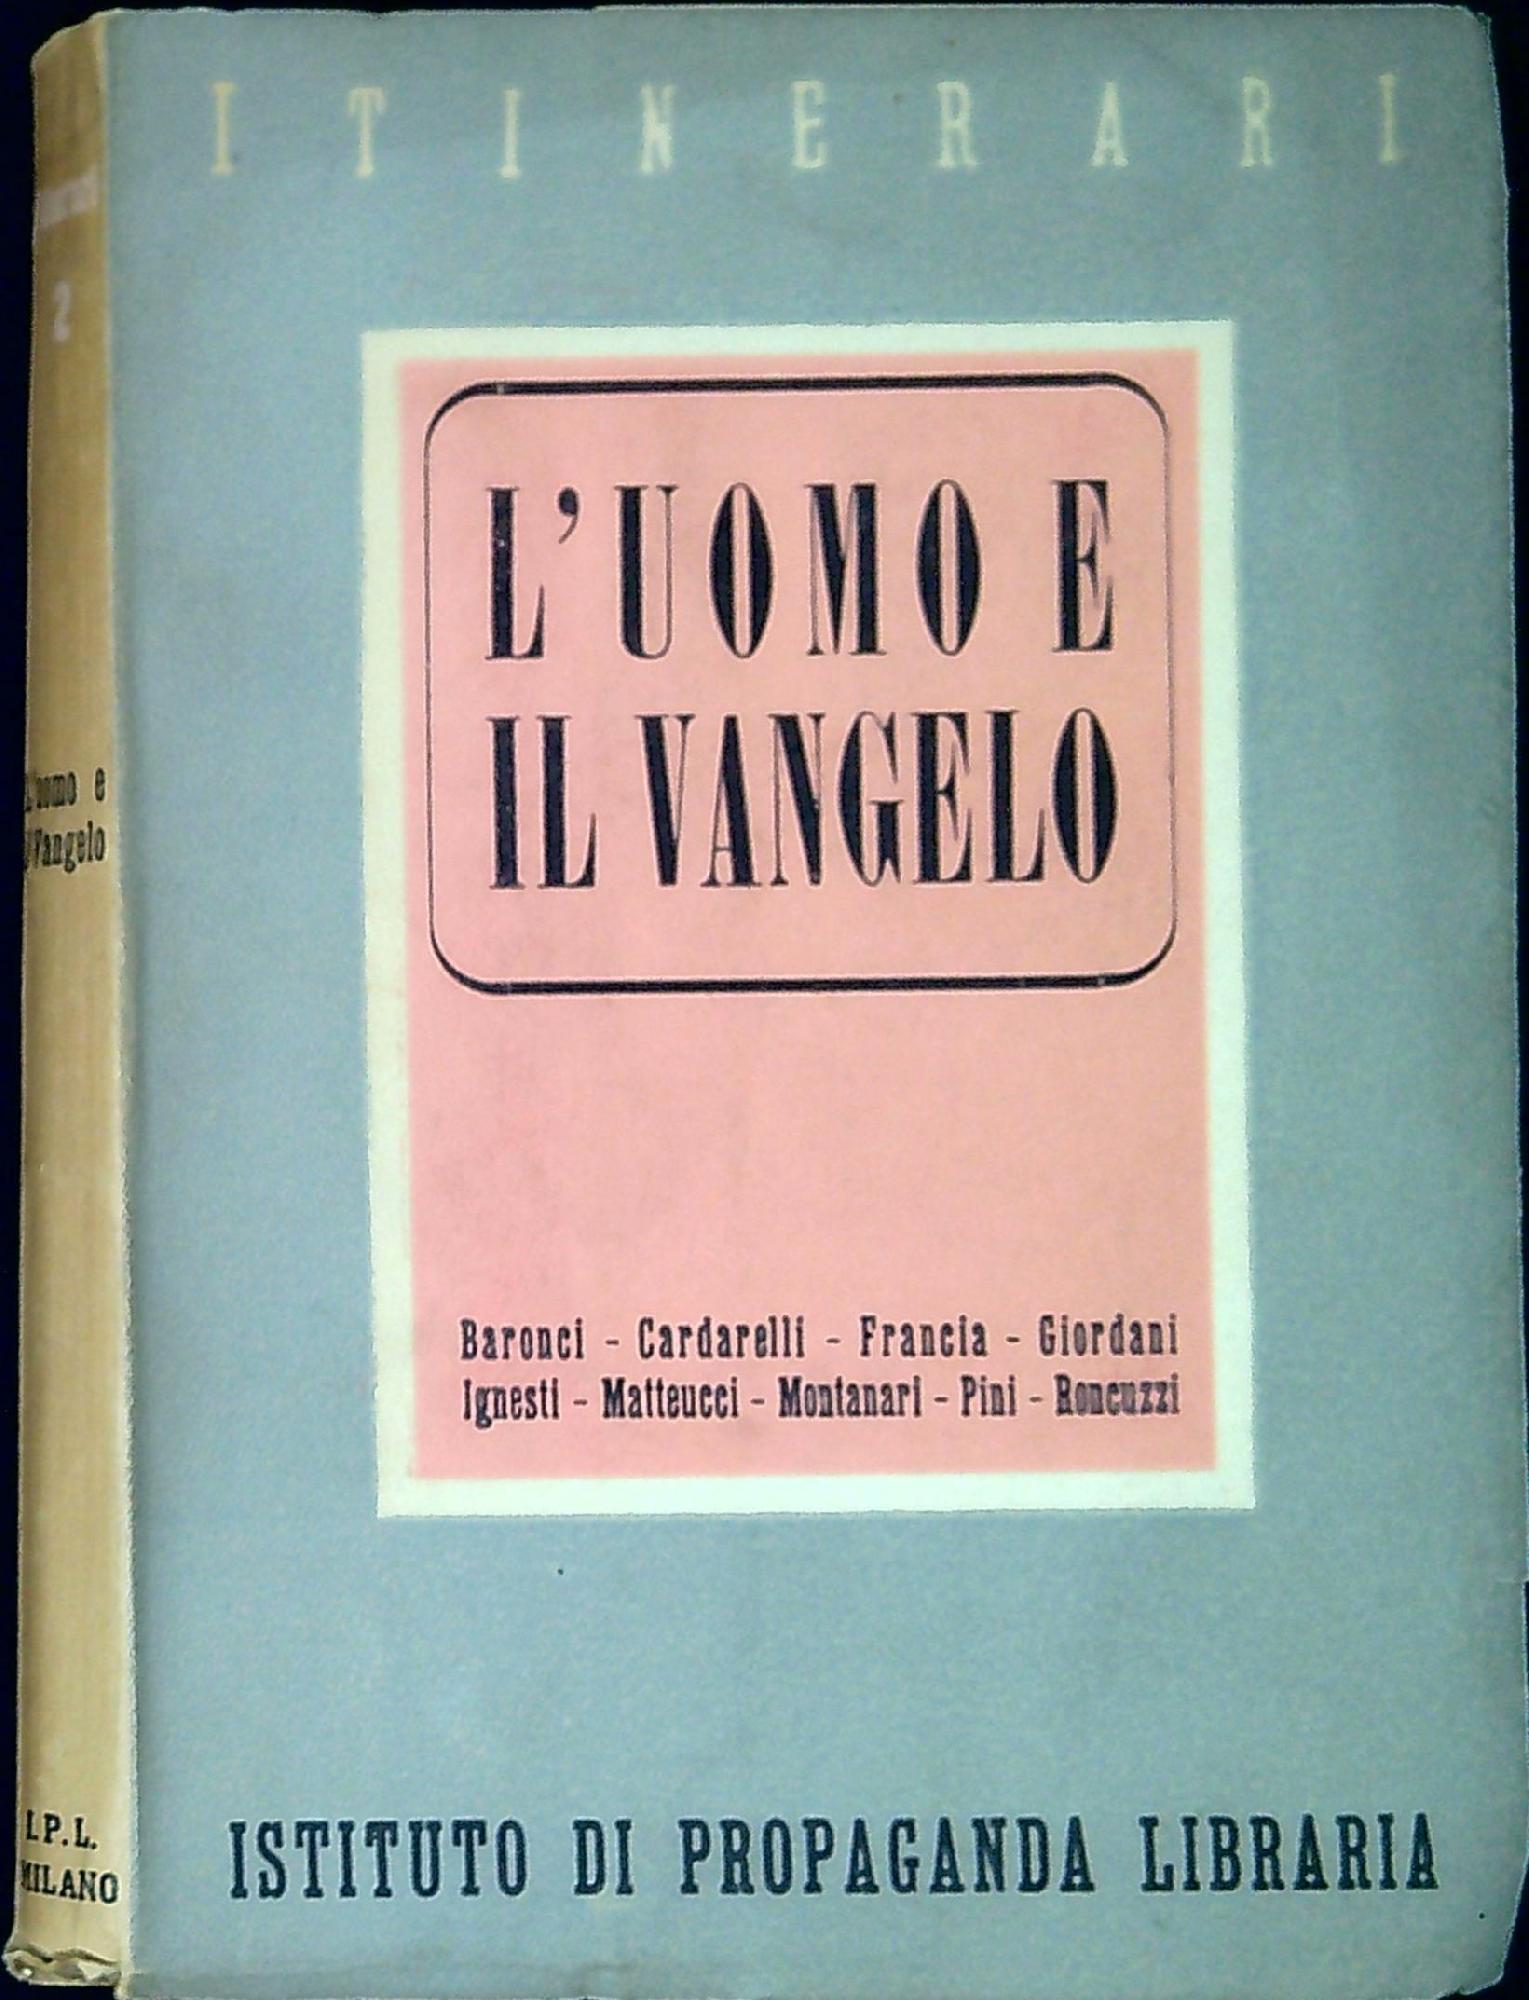 ITINERARI
2
L'UOMO E
IL VANGELO
Baronci - Cardarelli - Francia - Giordani
Ignesti - Matteucci - Montanari - Pini - Roncuzzi
ISTITUTO DI PROPAGANDA LIBRARIA
L'uomo e
il Vangelo
I.P.L.
MILANO